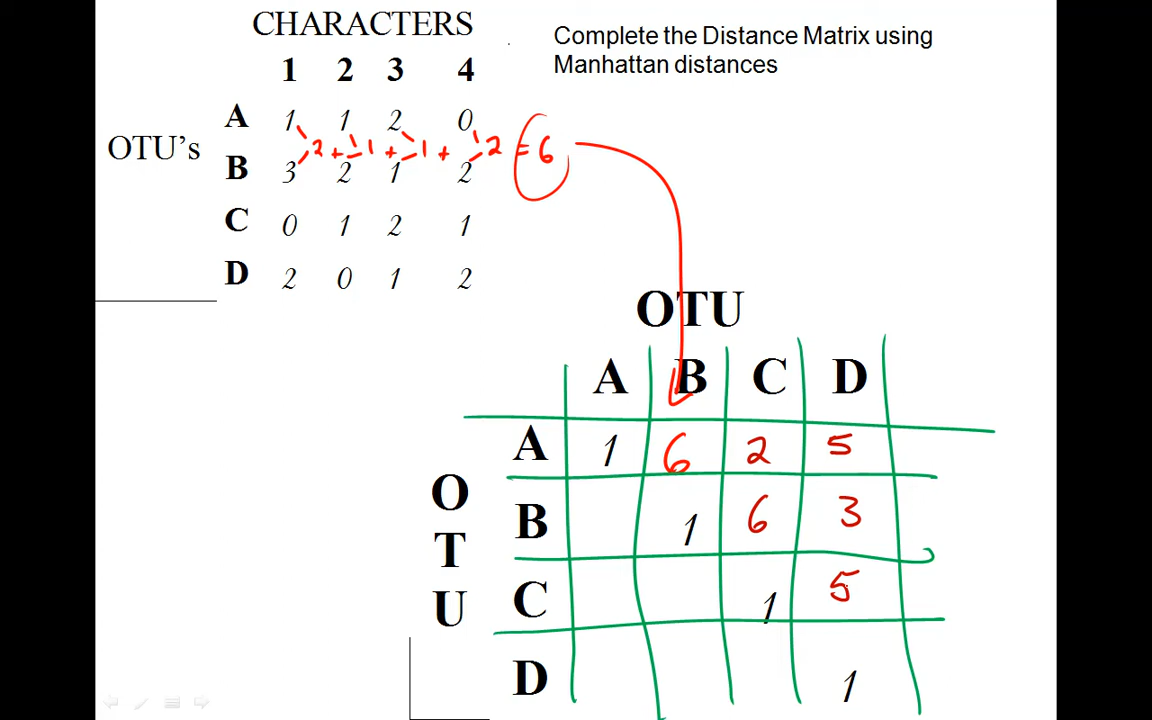 CHARACTERS
Complete the Distance Matrix using
Manhattan distances
1 2 3 4
A 1 1 2 0
OTU's
2 + 1 + 1 + 2 = 6
B 3 2 1 2
C 0 1 2 1
D 2 0 1 2
OTU
A B C D
A 1 6 2 5
O
B 1 6 3
T
C 1 5
U
D 1